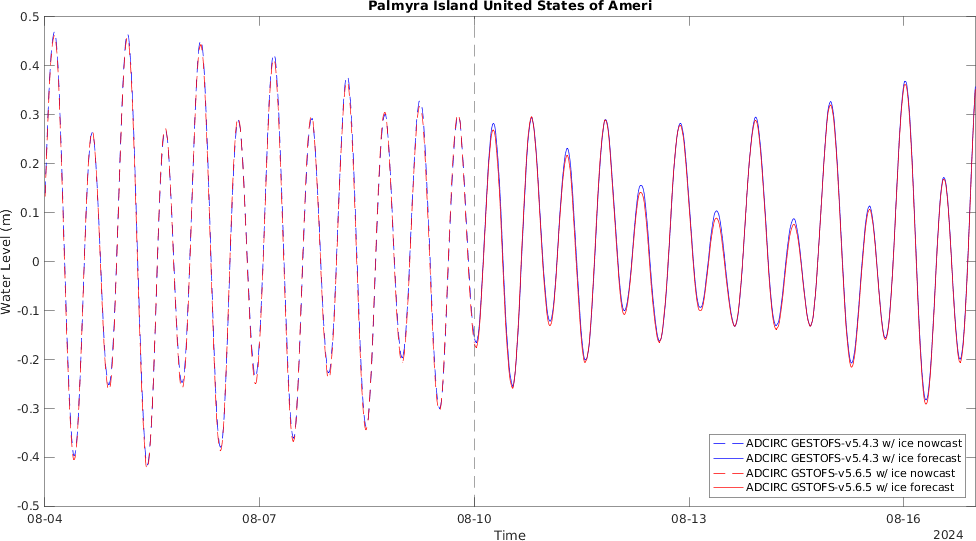 Palmyra Island United States of Ameri
0.5
0.4
0.3
0.2
0.1
0
-0.1
-0.2
-0.3
-0.4
-0.5
Water Level (m)
ADCIRC GESTOFS-v5.4.3 w/ ice nowcast
ADCIRC GESTOFS-v5.4.3 w/ ice forecast
ADCIRC GSTOFS-v5.6.5 w/ ice nowcast
ADCIRC GSTOFS-v5.6.5 w/ ice forecast
08-04 08-07 08-10 08-13 08-16
Time
2024